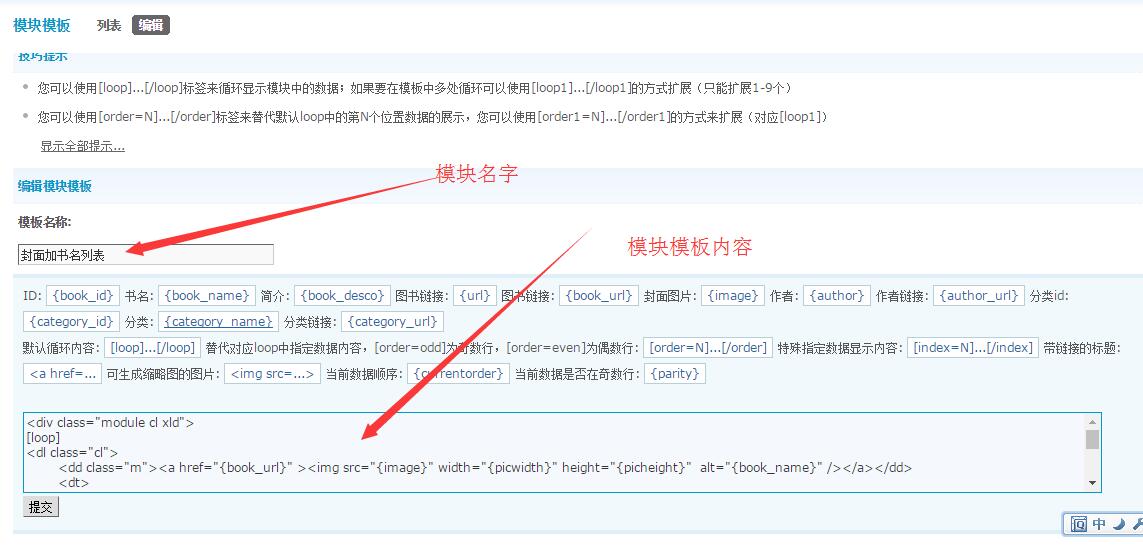 模块模板 列表 编辑
技巧提示
您可以使用[loop]...[/loop]标签来循环显示模块中的数据；如果要在模板中多处循环可以使用[loop1]...[/loop1]的方式扩展（只能扩展1-9个）
您可以使用[order=N]...[/order]标签来替代默认loop中的第N个位置数据的展示，您可以使用[order1=N]...[/order1]的方式来扩展（对应[loop1]）
显示全部提示...
模块名字
编辑模块模板
模板名称:
模块模板内容
封面加书名列表
ID: {book_id} 书名: {book_name} 简介: {book_desco} 图书链接: {url} 图书链接: {book_url} 封面图片: {image} 作者: {author} 作者链接: {author_url} 分类id:
{category_id} 分类: {category_name} 分类链接: {category_url}
默认循环内容: [loop]...[/loop] 替代对应loop中指定数据内容，[order=odd]为奇数行，[order=even]为偶数行: [order=N]...[/order] 特殊指定数据显示内容: [index=N]...[/index] 带链接的标题:
<a href=... 可生成缩略图的图片: <img src=...> 当前数据顺序: {currentorder} 当前数据是否在奇数行: {parity}
<div class="module cl xld">
[loop]
<dl class="cl">
<dd class="m"><a href="{book_url}" ><img src="{image}" width="{picwidth}" height="{picheight}" alt="{book_name}" /></a></dd>
<dt>
提交
中